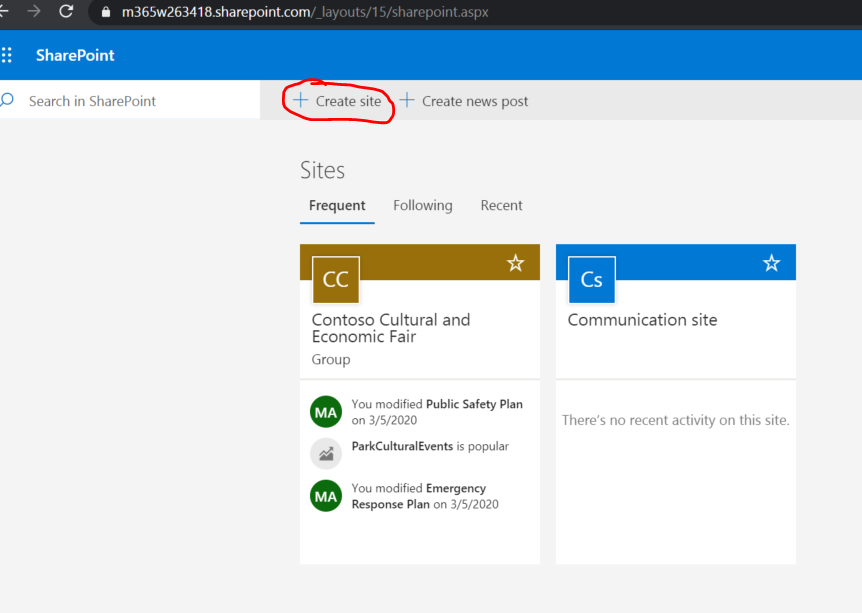 m365w263418.sharepoint.com/_layouts/15/sharepoint.aspx
SharePoint
Search in SharePoint
Create site
Create news post
Sites
Frequent
Following
Recent
CC
Contoso Cultural and
Economic Fair
Group
MA
You modified Public Safety Plan
on 3/5/2020
ParkCulturalEvents is popular
MA
You modified Emergency
Response Plan on 3/5/2020
Cs
Communication site
There's no recent activity on this site.